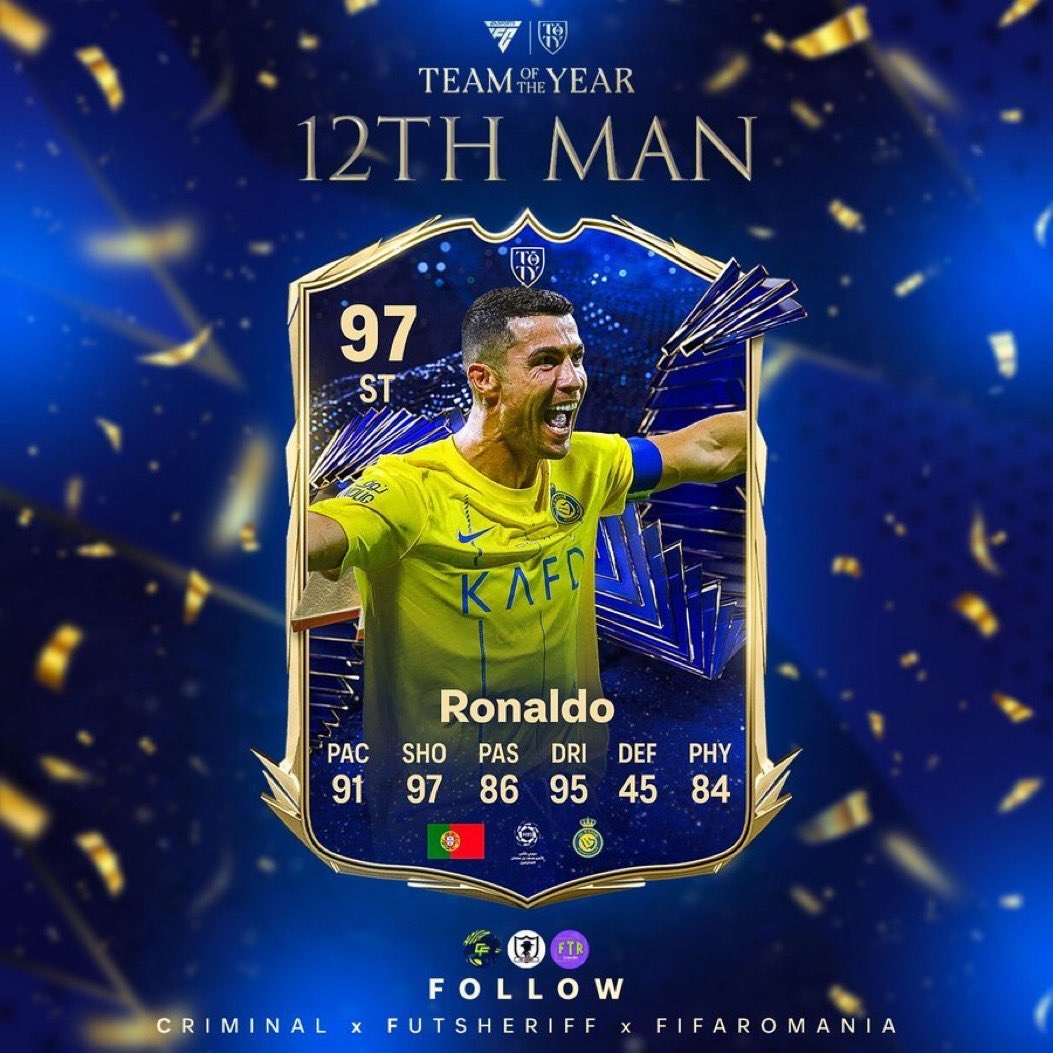 TEAM OF THE YEAR
12TH MAN
97
ST
KAFD
Ronaldo
PAC SHO PAS DRI DEF PHY
91 97 86 95 45 84
FTR
FOLLOW
CRIMINAL x FUTSHERIFF x FIFAROMANIA